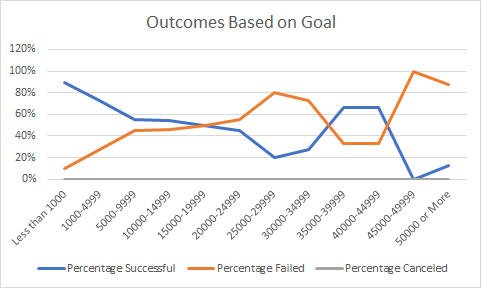 Outcomes Based on Goal
120%
100%
80%
60%
40%
20%
0%
Less than 1000
1000-4999
5000-9999
10000-14999
15000-19999
20000-24999
25000-29999
30000-34999
35000-39999
40000-44999
45000-49999
50000 or More
Percentage Successful
Percentage Failed
Percentage Canceled